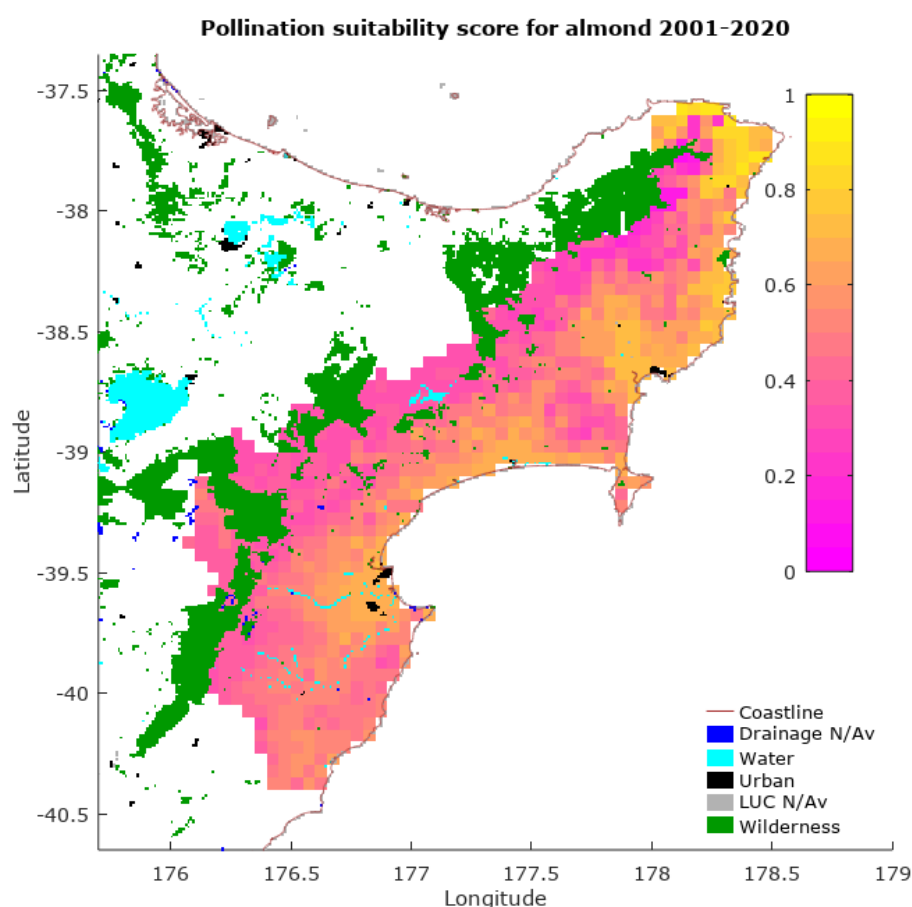 Pollination suitability score for almond 2001-2020
-37.5
-38
-38.5
-39
-39.5
-40
-40.5
Latitude
176
176.5
177
177.5
178
178.5
179
Longitude
1
0.8
0.6
0.4
0.2
0
Coastline
Drainage N/Av
Water
Urban
LUC N/Av
Wilderness